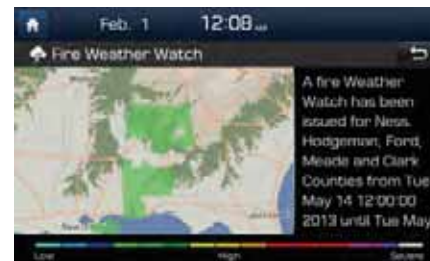 Feb. 1 12:08 AM
Fire Weather Watch
A fire Weather
Watch has been
issued for Ness,
Hodgeman, Ford,
Meade and Clark
Counties from Tue
May 14 12:00:00
2013 until Tue May
Low High Severe